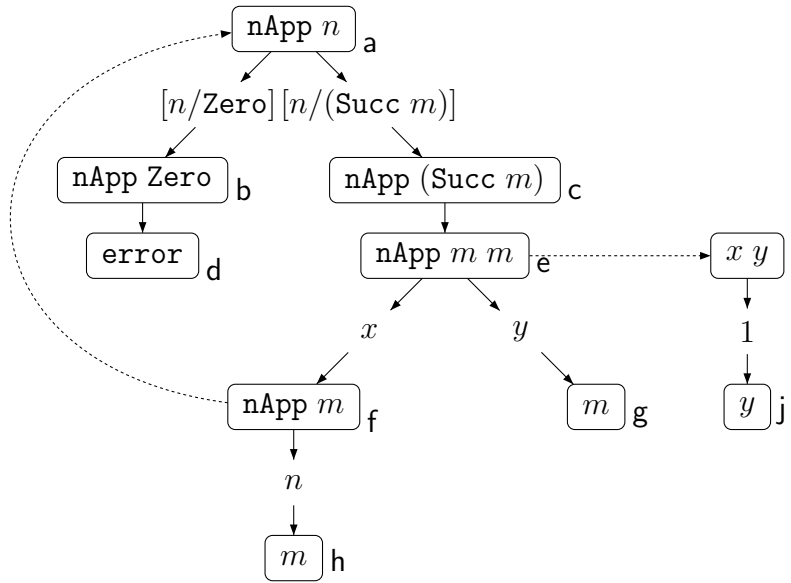 nApp n a
[n/Zero] [n/(Succ m)]
nApp Zero b
nApp (Succ m) c
error d
nApp m m e
x y
x
y
1
nApp m f
m g
y j
n
m h